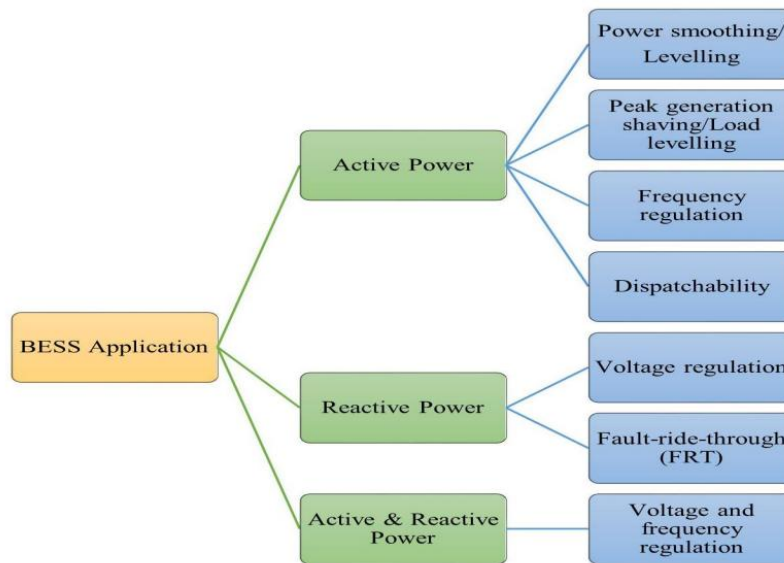 Power smoothing/
Levelling
Peak generation
shaving/Load
levelling
Active Power
Frequency
regulation
Dispatchability
BESS Application
Voltage regulation
Reactive Power
Fault-ride-through
(FRT)
Active & Reactive
Power
Voltage and
frequency
regulation